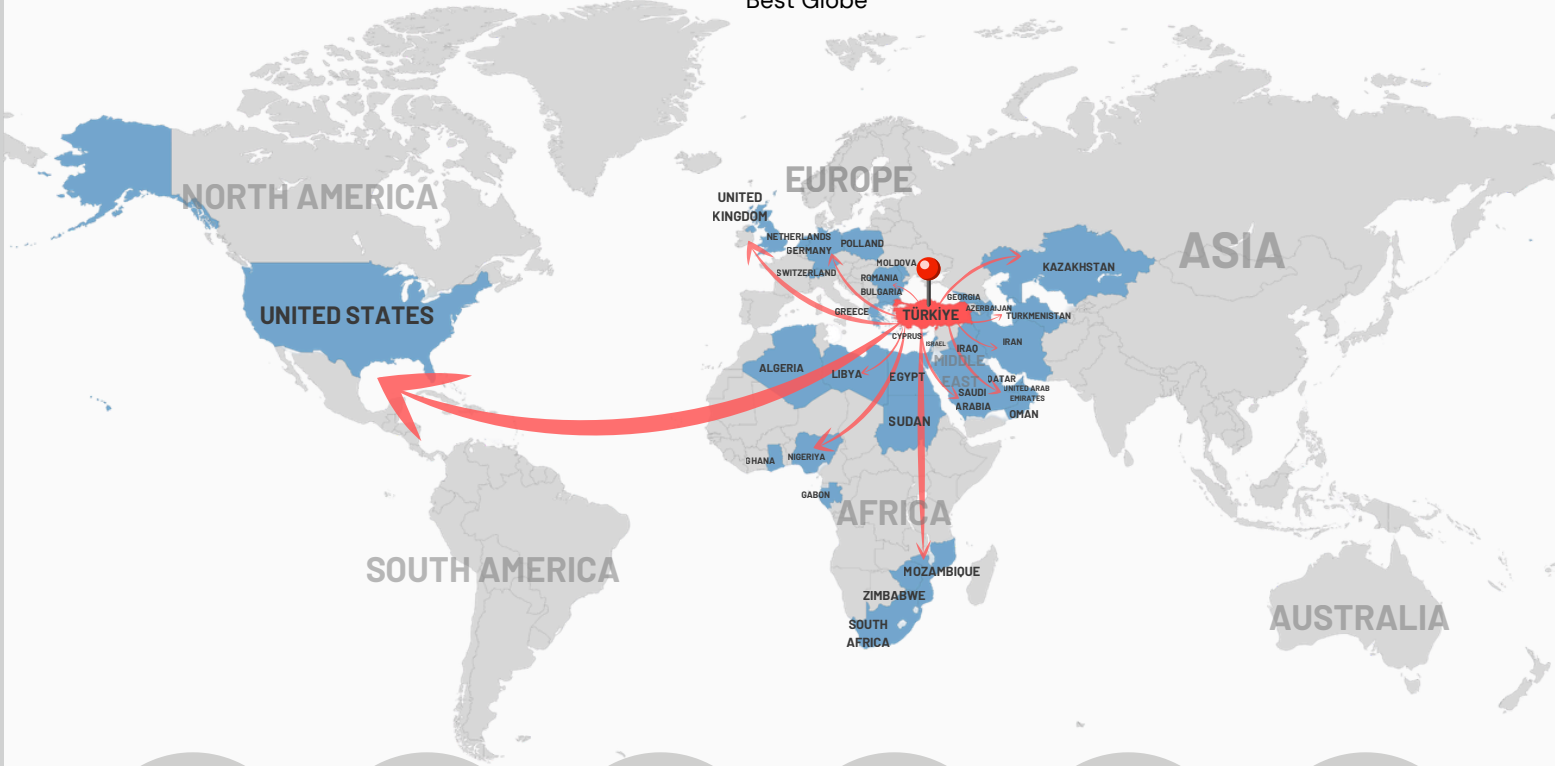 Best Globe
EUROPE
NORTH AMERICA
UNITED
KINGDOM
NETHERLANDS
POLLAND
GERMANY
ASIA
MOLDOVA
KAZAKHSTAN
SWITZERLAND
ROMANIA
BULGARIA
GEORGIA
AZERBAIJAN
GREECE
TÜRKİYE
TURKMENISTAN
UNITED STATES
CYPRUS
ISRAEL
IRAQ
IRAN
MIDDLE
EAST
ALGERIA
LIBYA
EGYPT
QATAR
SAUDI
ARABIA
UNITED ARAB
EMIRATES
OMAN
SUDAN
GHANA
NIGERIYA
GABON
AFRICA
SOUTH AMERICA
MOZAMBIQUE
ZIMBABWE
SOUTH
AFRICA
AUSTRALIA